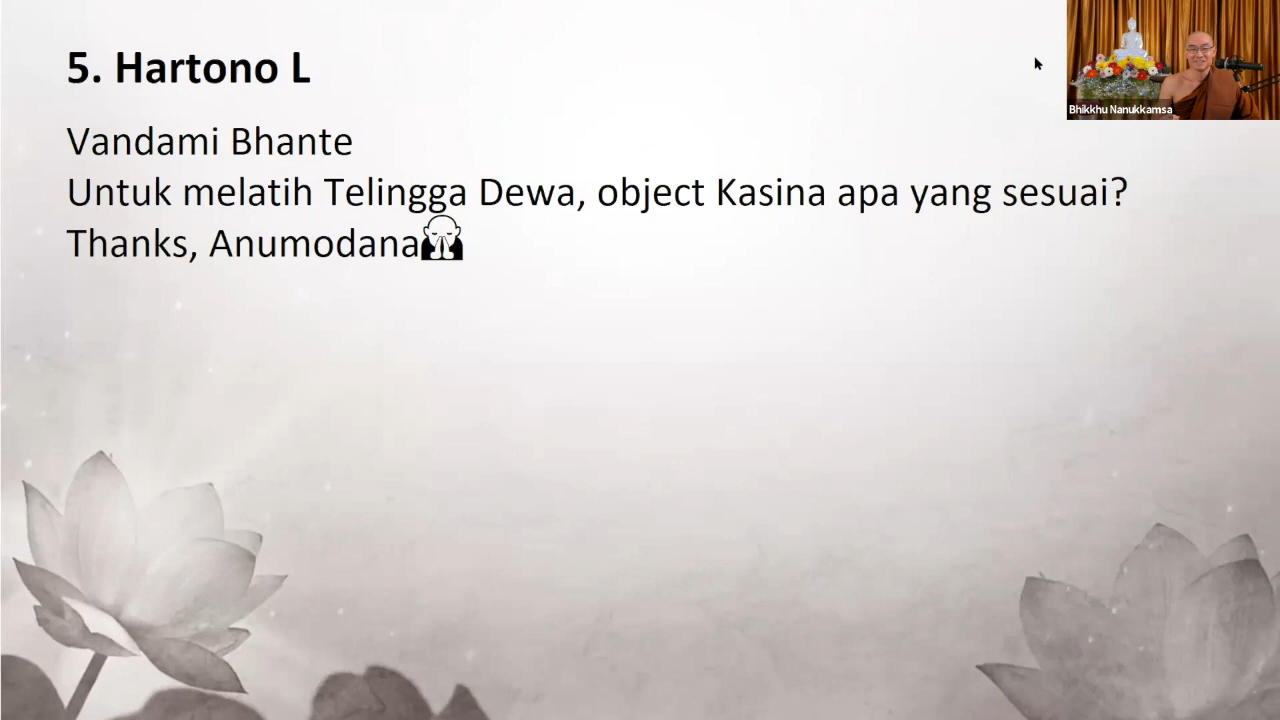 5. Hartono L
Bhikkhu Nanukkamsa
Vandami Bhante
Untuk melatih Telingga Dewa, object Kasina apa yang sesuai?
Thanks, Anumodana